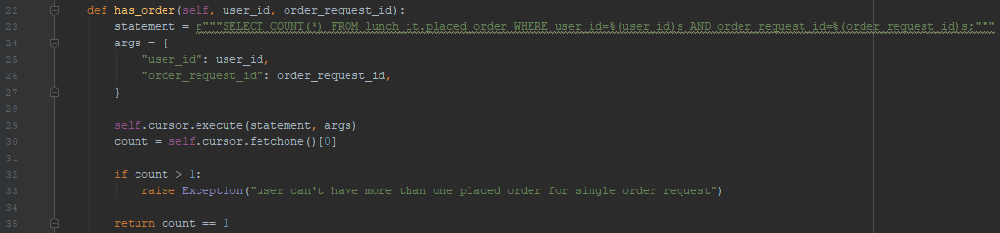 22 def has_order(self, user_id, order_request_id):
23 statement = r"""SELECT COUNT(*) FROM lunch_it.placed_order WHERE user_id=%(user_id)s AND order_request_id=%(order_request_id)s;"""
24 args = {
25 "user_id": user_id,
26 "order_request_id": order_request_id,
27 }
28
29 self.cursor.execute(statement, args)
30 count = self.cursor.fetchone()[0]
31
32 if count > 1:
33 raise Exception("user can't have more than one placed order for single order request")
34
35 return count == 1